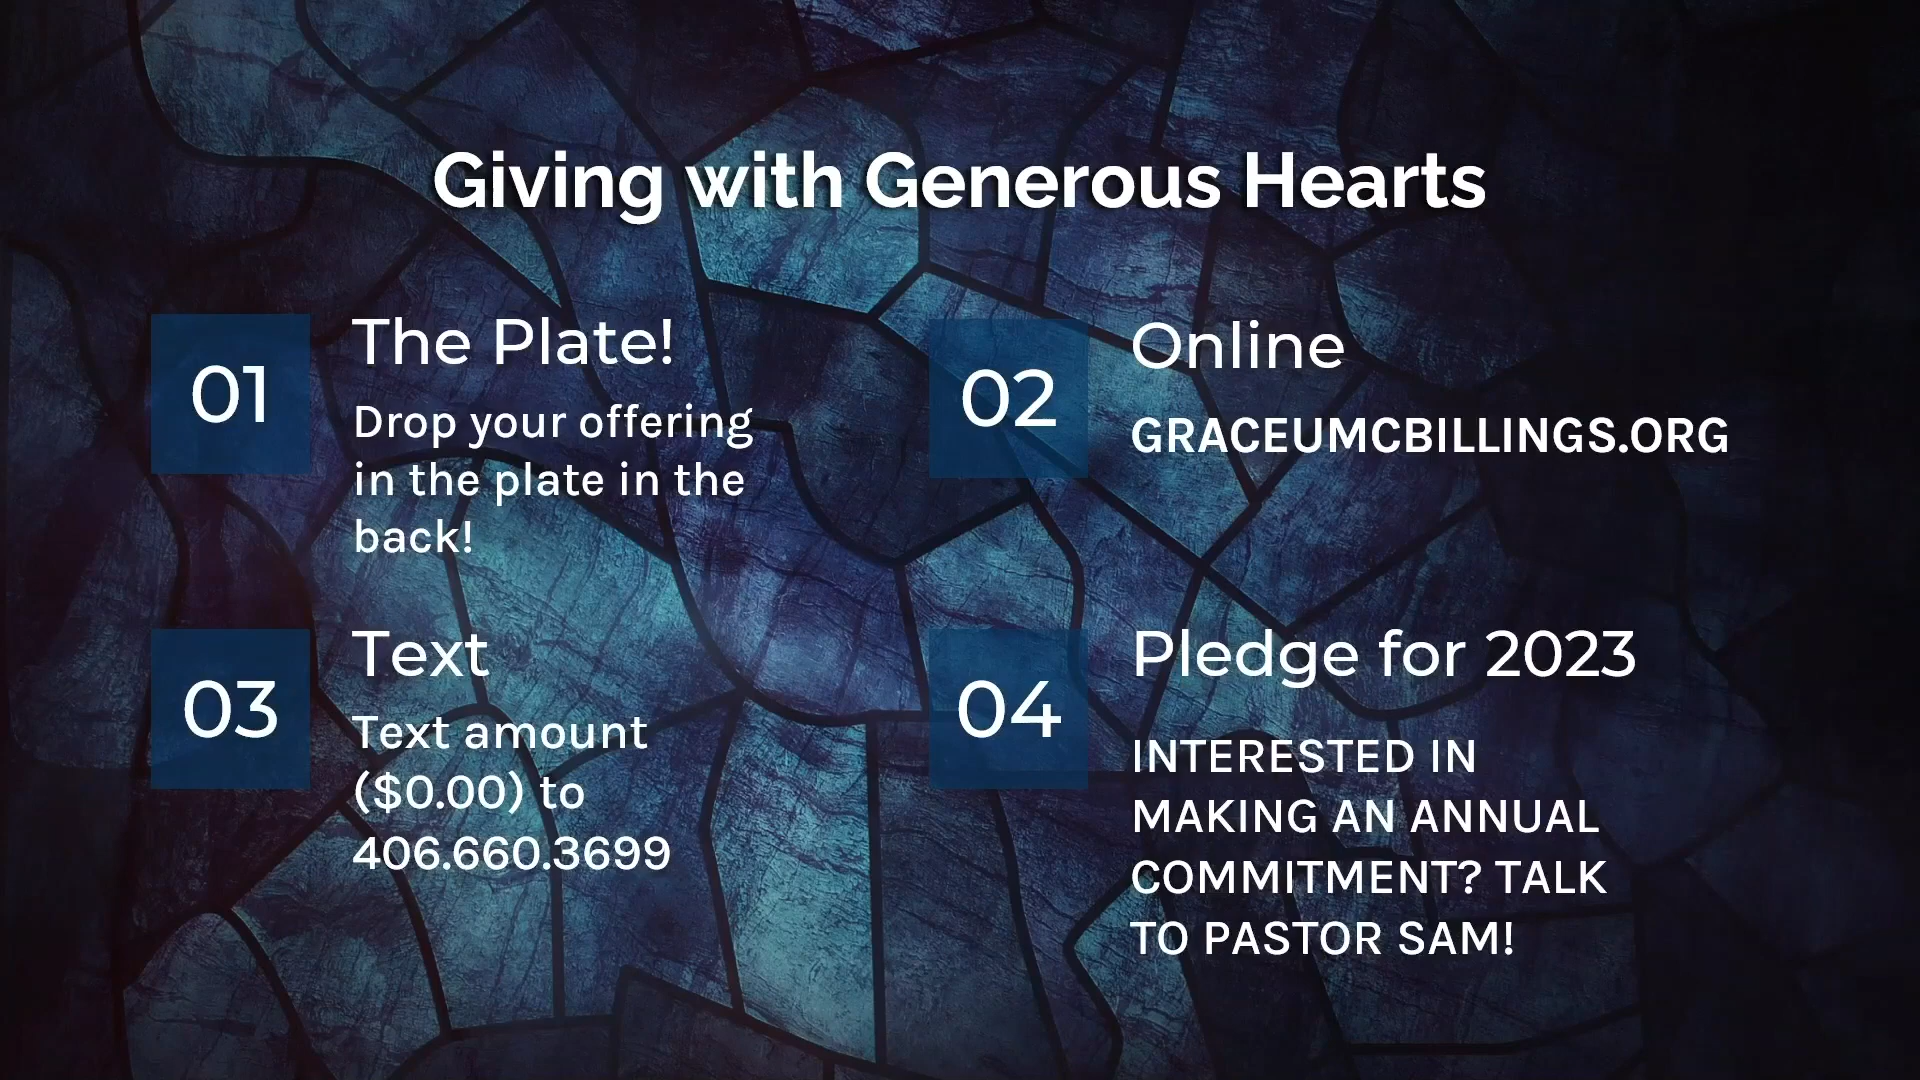 Giving with Generous Hearts
01
The Plate!
Drop your offering
in the plate in the
back!
02
Online
GRACEUMCBILLINGS.ORG
03
Text
Text amount
($0.00) to
406.660.3699
04
Pledge for 2023
INTERESTED IN
MAKING AN ANNUAL
COMMITMENT? TALK
TO PASTOR SAM!